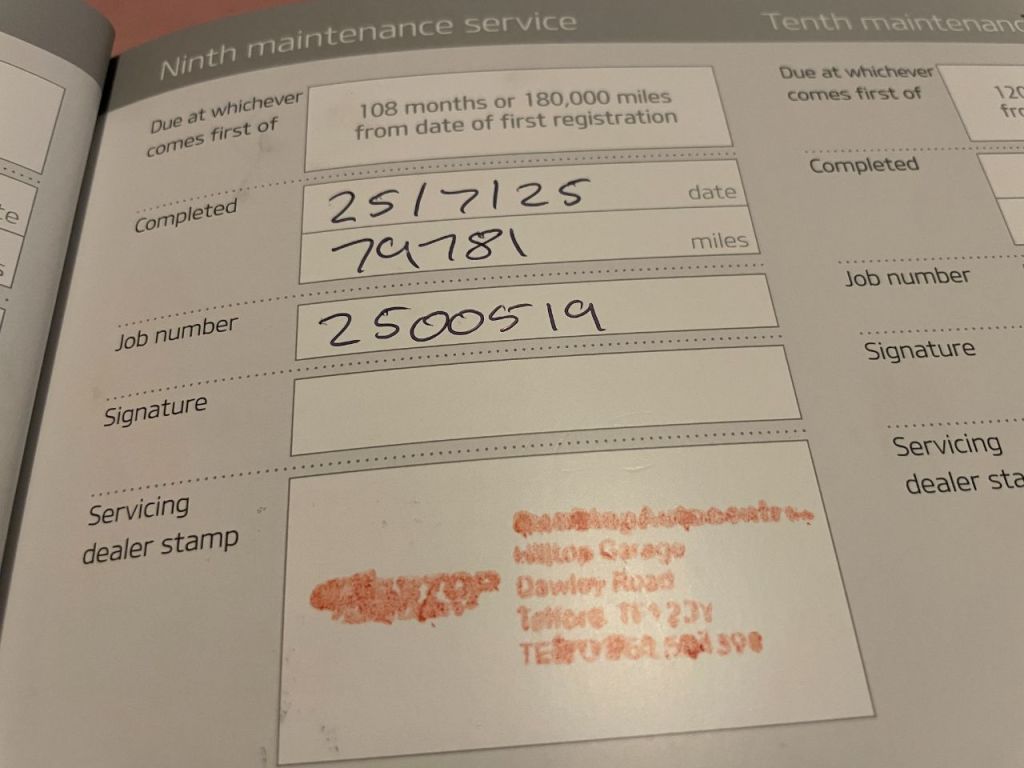 Ninth maintenance service
Due at whichever
comes first of
108 months or 180,000 miles
from date of first registration
Completed
25/7/25 date
79781 miles
Job number
2500519
Signature
Servicing
dealer stamp
Hilltop Garage
Dawley Road
Telford
Tenth maintenanc
Due at whichever
comes first of
120
Completed
Job number
Signature
Servicing
dealer sta